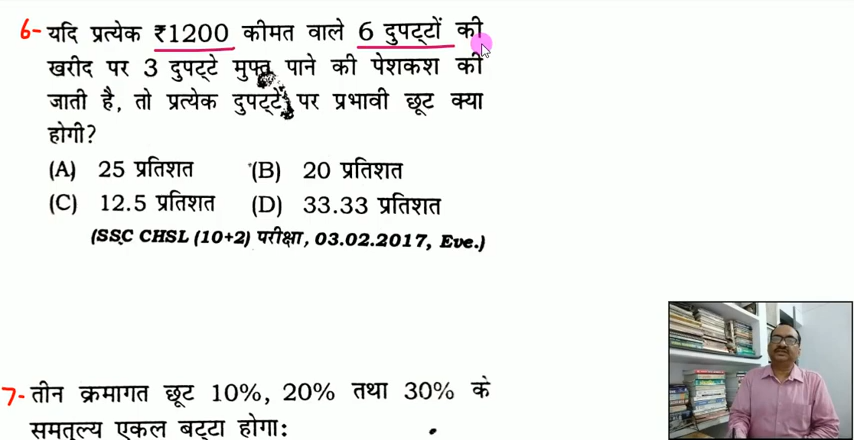 6- यदि प्रत्येक ₹1200 कीमत वाले 6 दुपट्टों की
खरीद पर 3 दुपट्टे मुफ्त पाने की पेशकश की
जाती है, तो प्रत्येक दुपट्टे पर प्रभावी छूट क्या
होगी?
(A) 25 प्रतिशत (B) 20 प्रतिशत
(C) 12.5 प्रतिशत (D) 33.33 प्रतिशत
(SSC CHSL (10+2) परीक्षा, 03.02.2017, Eve.)
7- तीन क्रमागत छूट 10%, 20% तथा 30% के
समतुल्य एकल बट्टा होगा: